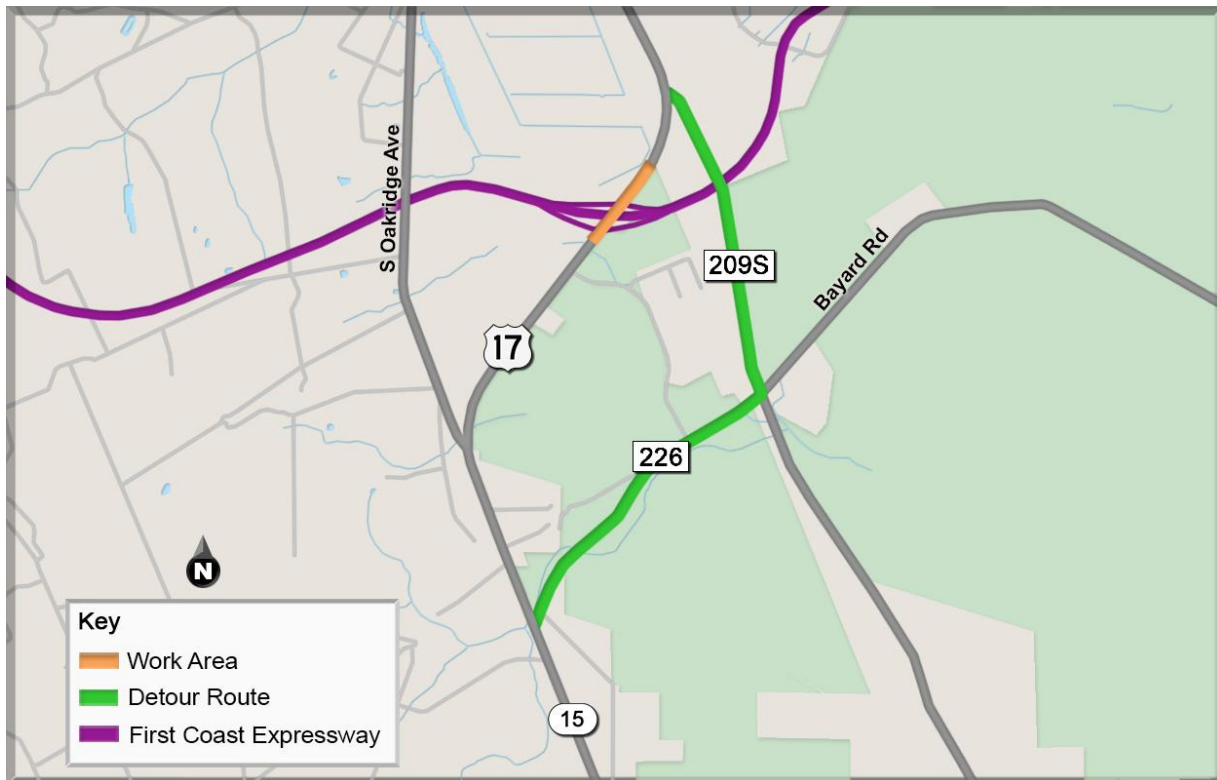 S Oakridge Ave
209S
Bayard Rd
17
226
N
Key
Work Area
Detour Route
First Coast Expressway
15